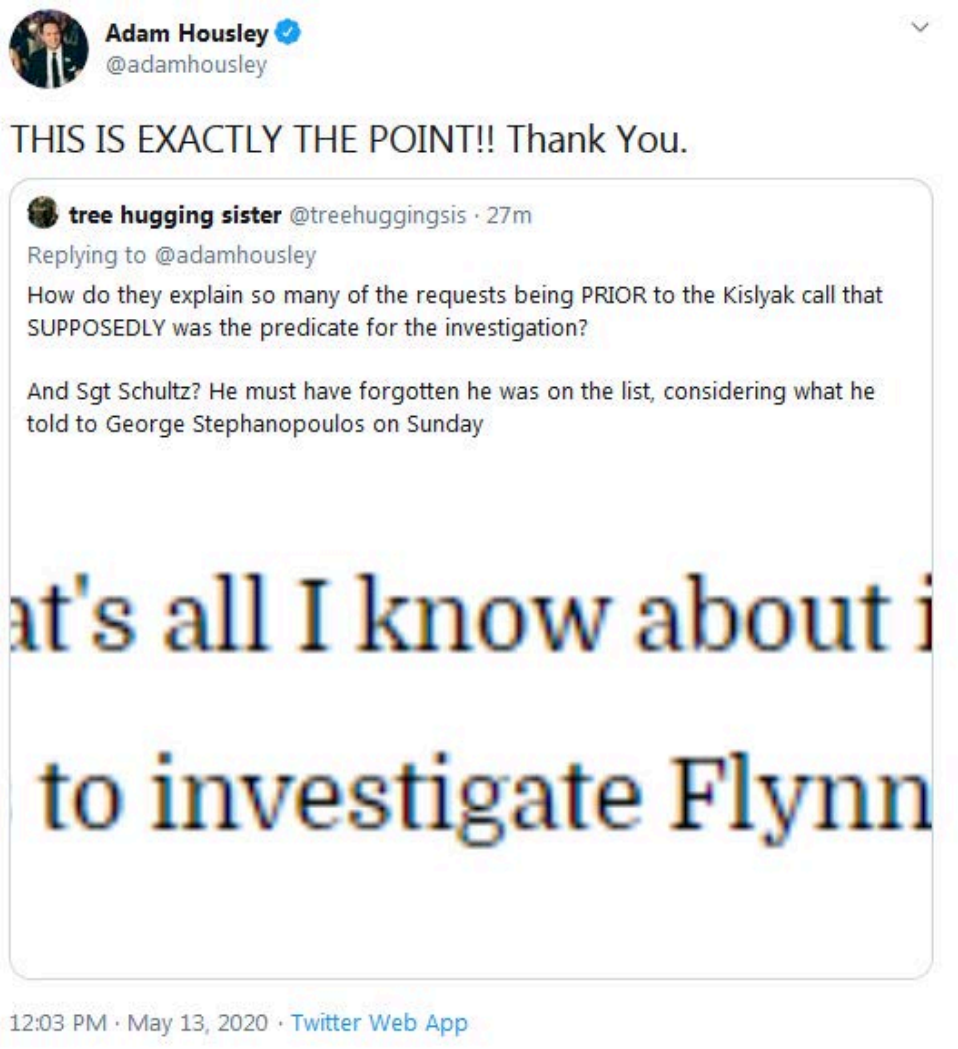 Adam Housley
@adamhousley
THIS IS EXACTLY THE POINT!! Thank You.
tree hugging sister @treehuggingsis · 27m
Replying to @adamhousley
How do they explain so many of the requests being PRIOR to the Kislyak call that
SUPPOSEDLY was the predicate for the investigation?
And Sgt Schultz? He must have forgotten he was on the list, considering what he
told to George Stephanopoulos on Sunday
at's all I know about i
to investigate Flynn
12:03 PM · May 13, 2020 · Twitter Web App